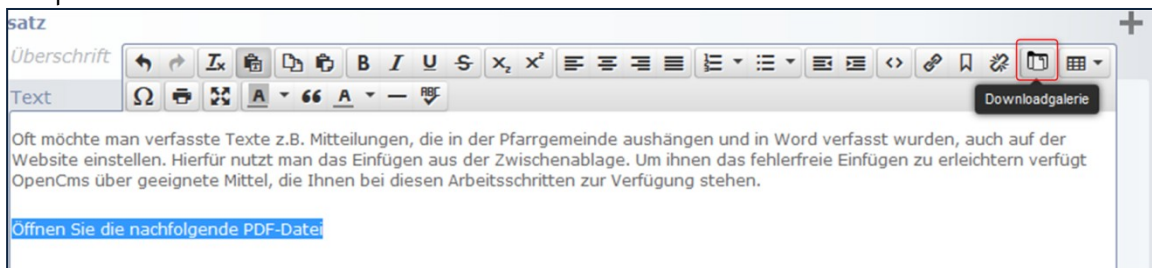 satz
Überschrift
Text
Downloadgalerie
Oft möchte man verfasste Texte z.B. Mitteilungen, die in der Pfarrgemeinde aushängen und in Word verfasst wurden, auch auf der
Website einstellen. Hierfür nutzt man das Einfügen aus der Zwischenablage. Um ihnen das fehlerfreie Einfügen zu erleichtern verfügt
OpenCms über geeignete Mittel, die Ihnen bei diesen Arbeitsschritten zur Verfügung stehen.
Öffnen Sie die nachfolgende PDF-Datei